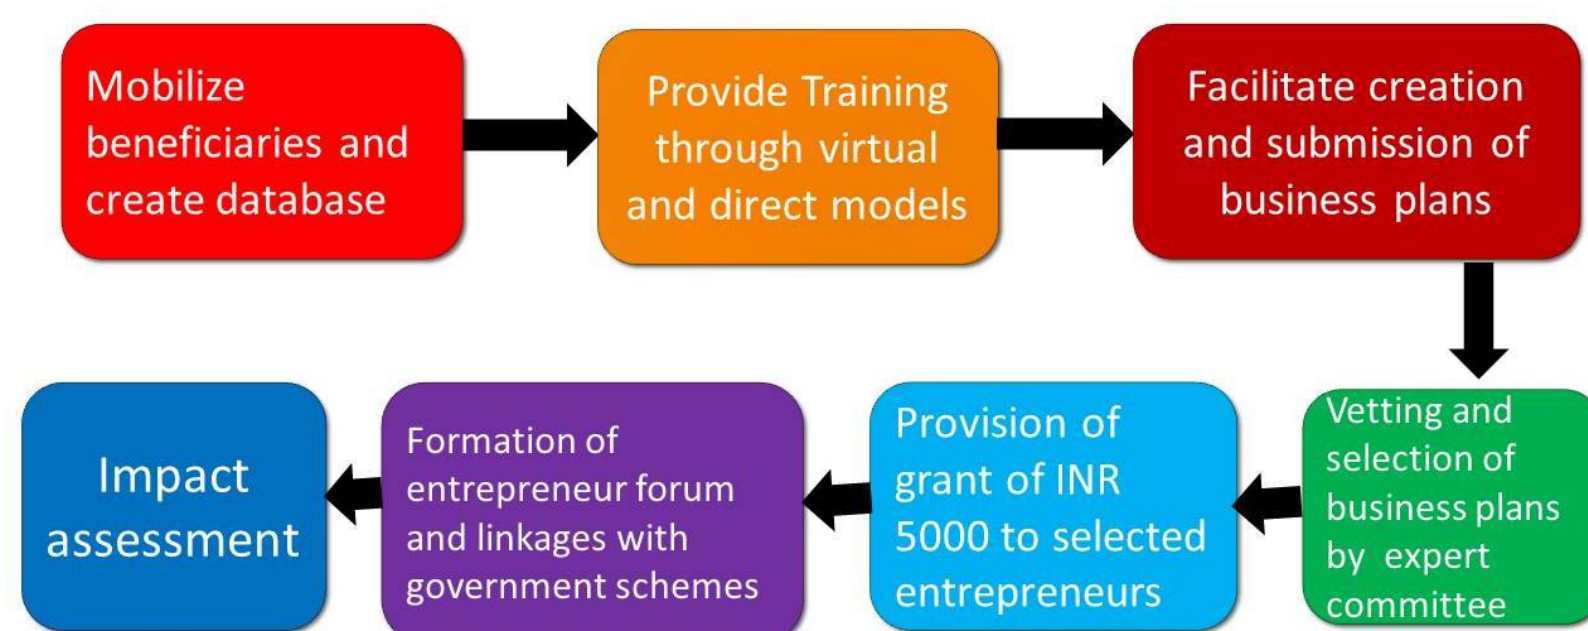 Mobilize
beneficiaries and
create database
Provide Training
through virtual
and direct models
Facilitate creation
and submission of
business plans
Vetting and
selection of
business plans
by expert
committee
Provision of
grant of INR
5000 to selected
entrepreneurs
Formation of
entrepreneur forum
and linkages with
government schemes
Impact
assessment